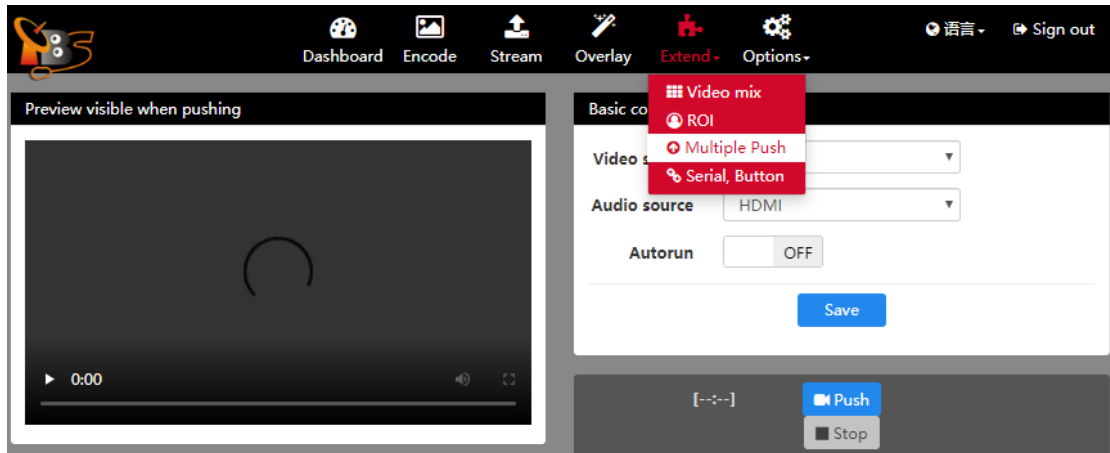 Dashboard Encode Stream Overlay Extend Options 语言 Sign out
Video mix
ROI
Multiple Push
Serial, Button
Preview visible when pushing
0:00
Basic co
Video s
Audio source HDMI
Autorun OFF
Save
[--:--] Push
Stop